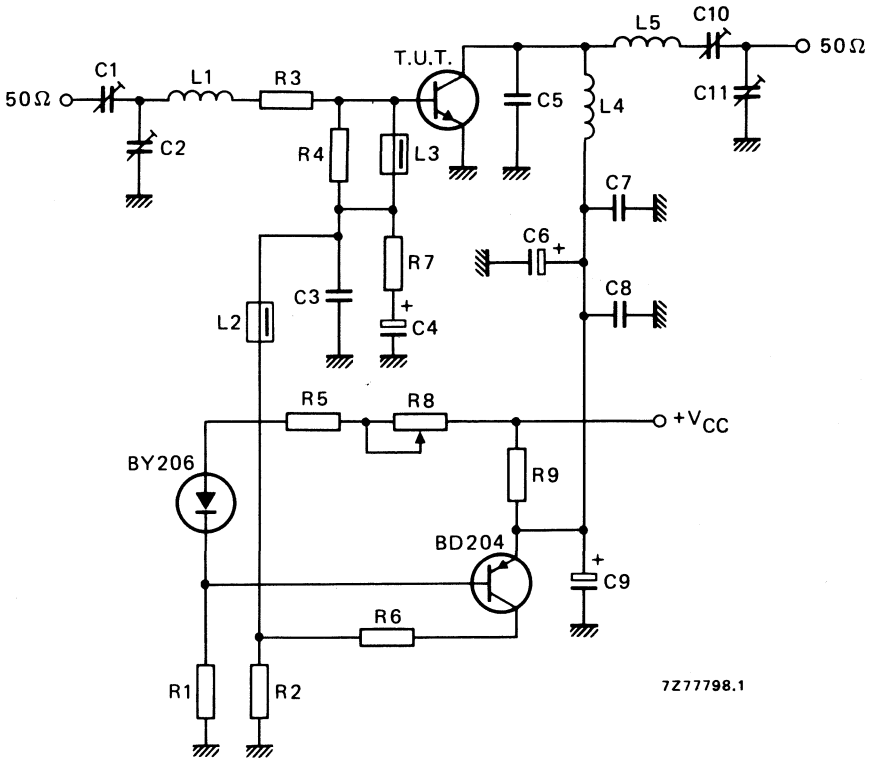 C10
L5
50Ω
T.U.T.
C1
L1
R3
C11
50Ω
C5
L4
C2
R4
L3
C7
C6
+
R7
C8
C3
+
L2
C4
R5
R8
+VCC
BY206
R9
BD204
+
C9
R6
R1
R2
7Z77798.1